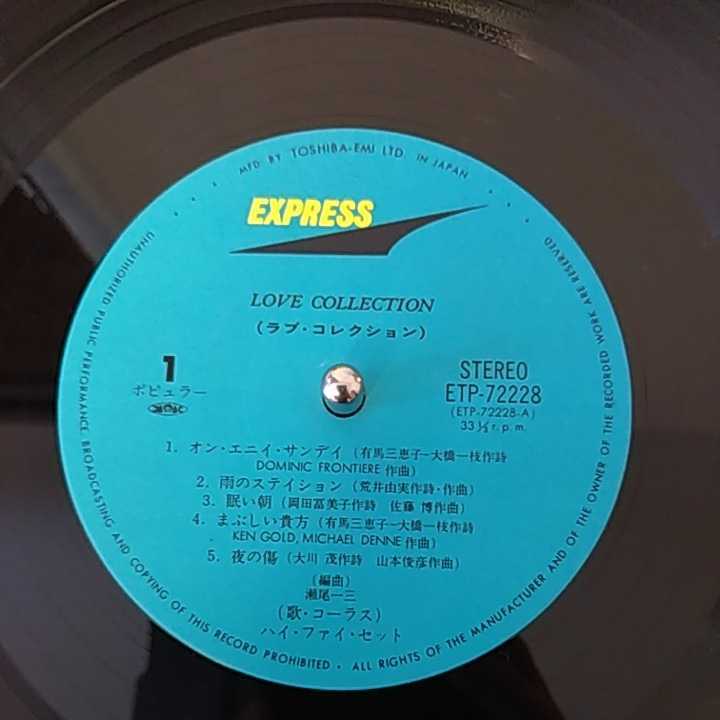 MFD. BY TOSHIBA-EMI LTD. IN JAPAN
EXPRESS
LOVE COLLECTION
(ラブ・コレクション)
1
ポピュラー
STEREO
ETP-72228
(ETP-72228-A)
33⅓ r.p.m.
1. オン・エニイ・サンデイ (有馬三恵子ー大橋一枝作詩
DOMINIC FRONTIERE 作曲)
2. 雨のステイション (荒井由実作詩・作曲)
3. 眠い朝 (岡田冨美子作詩 佐藤 博作曲)
4. まぶしい貴方 (有馬三恵子ー大橋一枝作詩
KEN GOLD, MICHAEL DENNE 作曲)
5. 夜の傷 (大川 茂作詩 山本俊彦作曲)
(編曲)
瀬尾一三
(歌・コーラス)
ハイ・ファイ・セット
UNAUTHORIZED PUBLIC PERFORMANCE. BROADCASTING AND COPYING OF THIS RECORD PROHIBITED • ALL RIGHTS OF THE MANUFACTURER AND OF THE OWNER OF THE RECORDED WORK ARE RESERVED